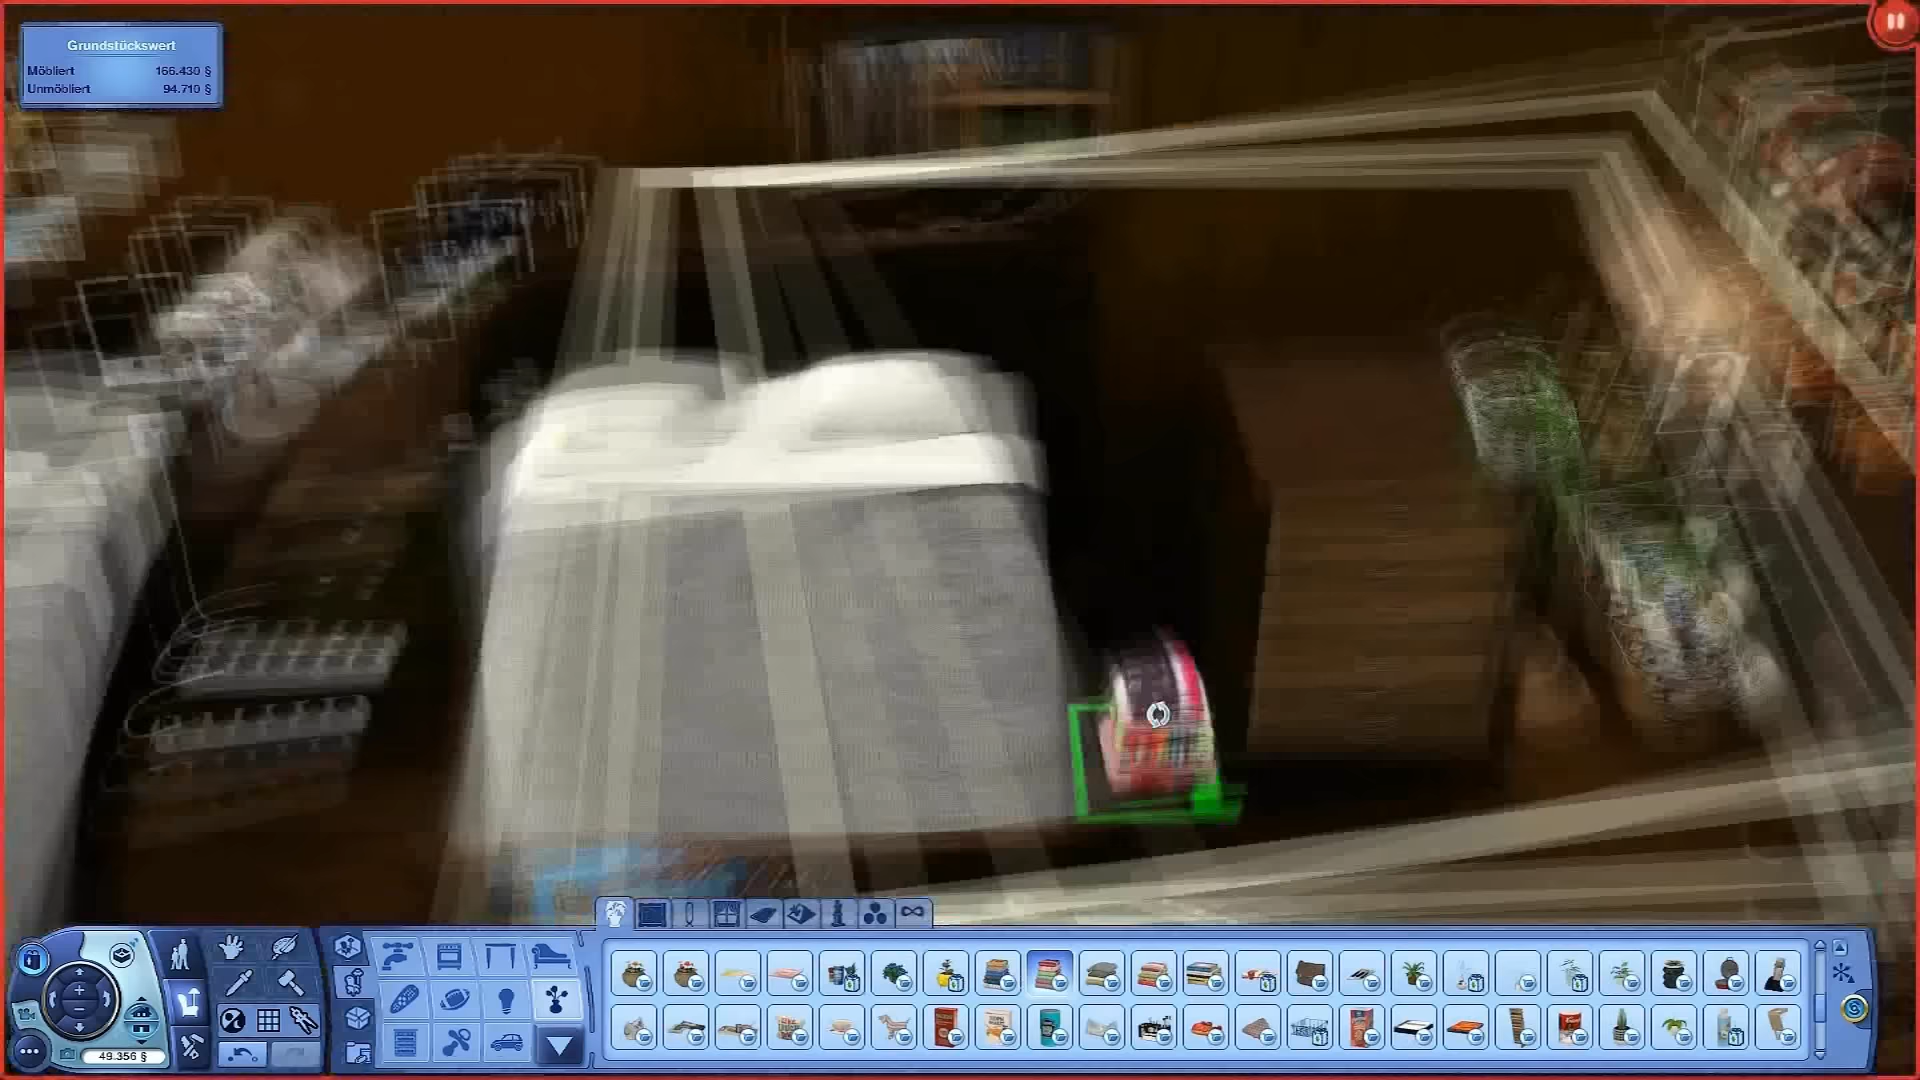 Grundstückswert
Möbliert 166.430 §
Unmöbliert 94.710 §
49.356 §